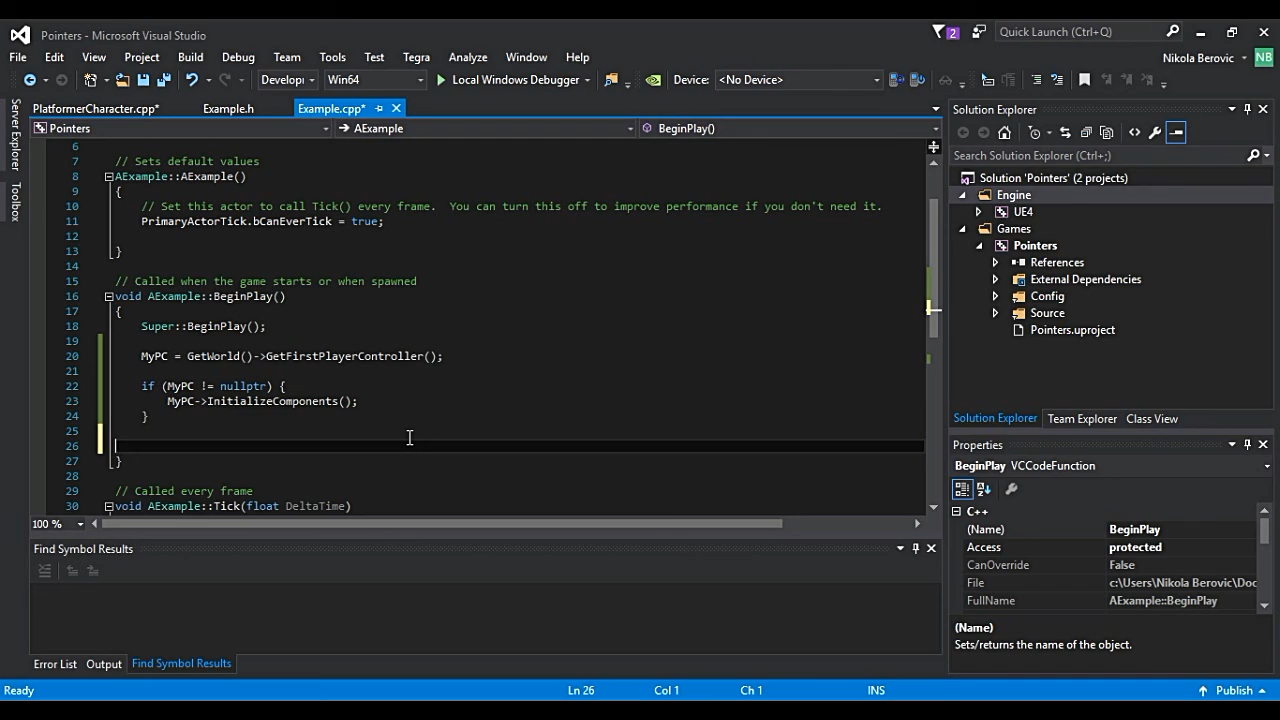 Pointers - Microsoft Visual Studio
2
Quick Launch (Ctrl+Q)
File Edit View Project Build Debug Team Tools Test Tegra Analyze Window Help
Nikola Berovic NB
Develop Win64 Local Windows Debugger Device: <No Device>
Server Explorer
Toolbox
PlatformerCharacter.cpp* Example.h Example.cpp*
Pointers AExample BeginPlay()
6
7 // Sets default values
8 AExample::AExample()
9 {
10 // Set this actor to call Tick() every frame.  You can turn this off to improve performance if you don't need it.
11 PrimaryActorTick.bCanEverTick = true;
12
13 }
14
15 // Called when the game starts or when spawned
16 void AExample::BeginPlay()
17 {
18 Super::BeginPlay();
19
20 MyPC = GetWorld()->GetFirstPlayerController();
21
22 if (MyPC != nullptr) {
23 MyPC->InitializeComponents();
24 }
25
26
27 }
28
29 // Called every frame
30 void AExample::Tick(float DeltaTime)
100 %
Find Symbol Results
Error List Output Find Symbol Results
Solution Explorer
Search Solution Explorer (Ctrl+;)
Solution 'Pointers' (2 projects)
Engine
UE4
Games
Pointers
References
External Dependencies
Config
Source
Pointers.uproject
Solution Explorer Team Explorer Class View
Properties
BeginPlay VCCodeFunction
C++
(Name) BeginPlay
Access protected
CanOverride False
File c:\Users\Nikola Berovic\Doc
FullName AExample::BeginPlay
(Name)
Sets/returns the name of the object.
Ready Ln 26 Col 1 Ch 1 INS Publish